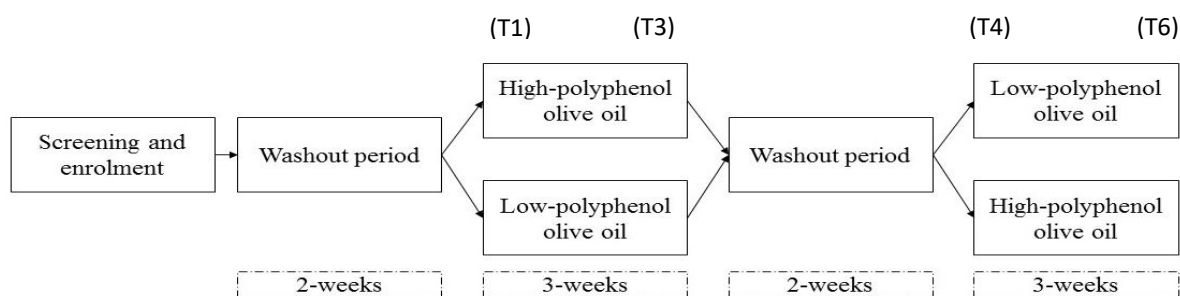 (T1) (T3) (T4) (T6)
High-polyphenol
olive oil
Low-polyphenol
olive oil
Screening and
enrolment
Washout period
Washout period
Low-polyphenol
olive oil
High-polyphenol
olive oil
2-weeks 3-weeks 2-weeks 3-weeks